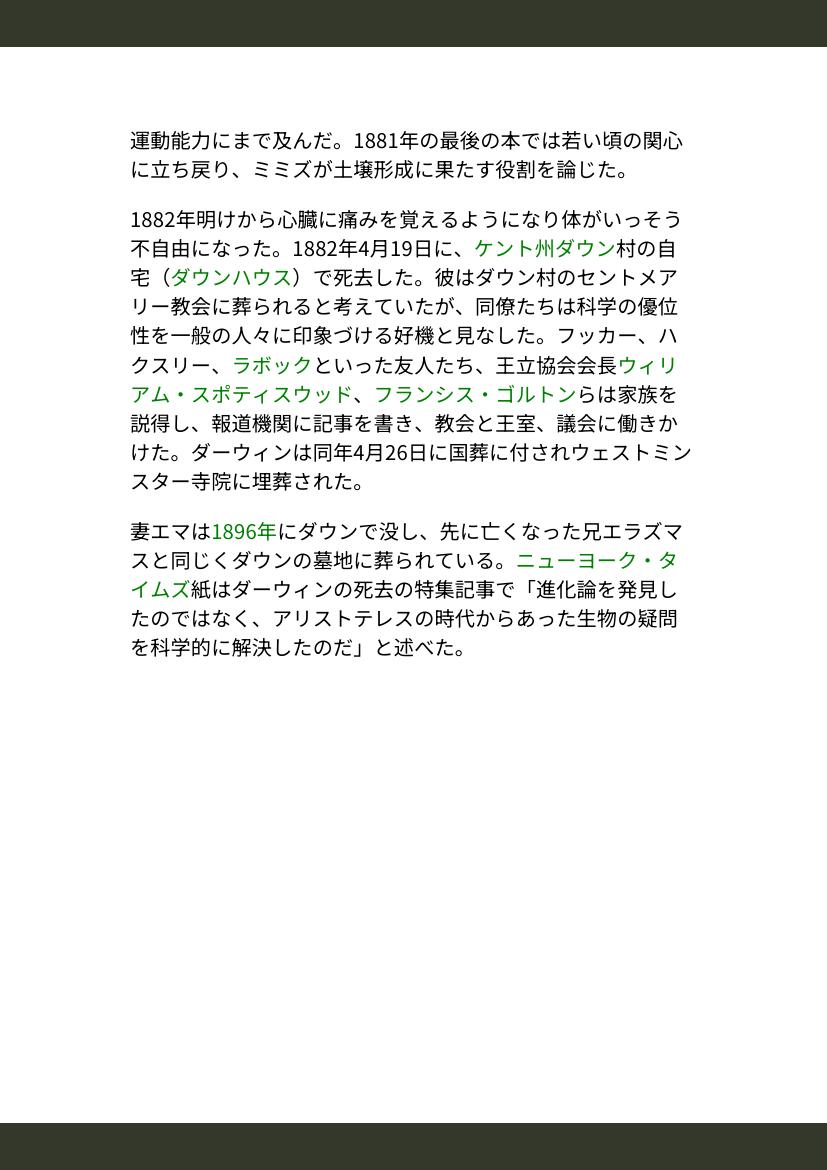 運動能力にまで及んだ。1881年の最後の本では若い頃の関心
に立ち戻り、ミミズが土壌形成に果たす役割を論じた。
1882年明けから心臓に痛みを覚えるようになり体がいっそう
不自由になった。1882年4月19日に、ケント州ダウン村の自
宅（ダウンハウス）で死去した。彼はダウン村のセントメア
リー教会に葬られると考えていたが、同僚たちは科学の優位
性を一般の人々に印象づける好機と見なした。フッカー、ハ
クスリー、ラボックといった友人たち、王立協会会長ウィリ
アム・スポティスウッド、フランシス・ゴルトンらは家族を
説得し、報道機関に記事を書き、教会と王室、議会に働きか
けた。ダーウィンは同年4月26日に国葬に付されウェストミン
スター寺院に埋葬された。
妻エマは1896年にダウンで没し、先に亡くなった兄エラズマ
スと同じくダウンの墓地に葬られている。ニューヨーク・タ
イムズ紙はダーウィンの死去の特集記事で「進化論を発見し
たのではなく、アリストテレスの時代からあった生物の疑問
を科学的に解決したのだ」と述べた。